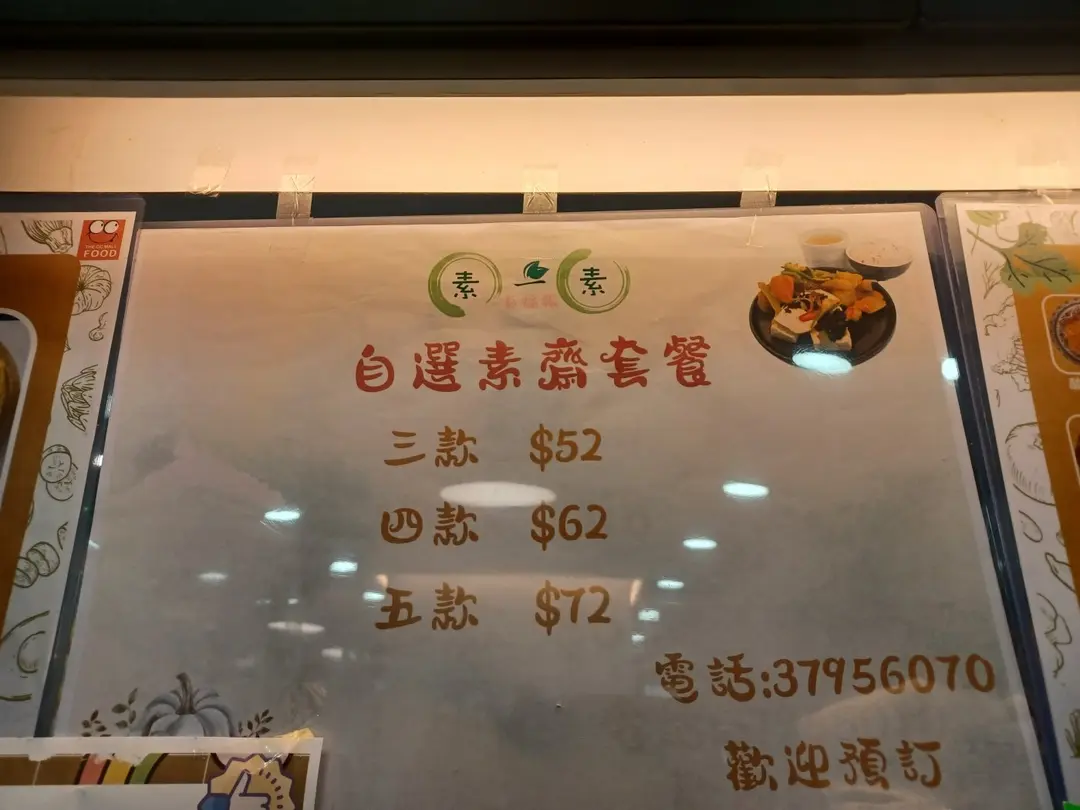 素一素
自選素齋套餐
三款 $52
四款 $62
五款 $72
電話:37956070
歡迎預訂
FOOD